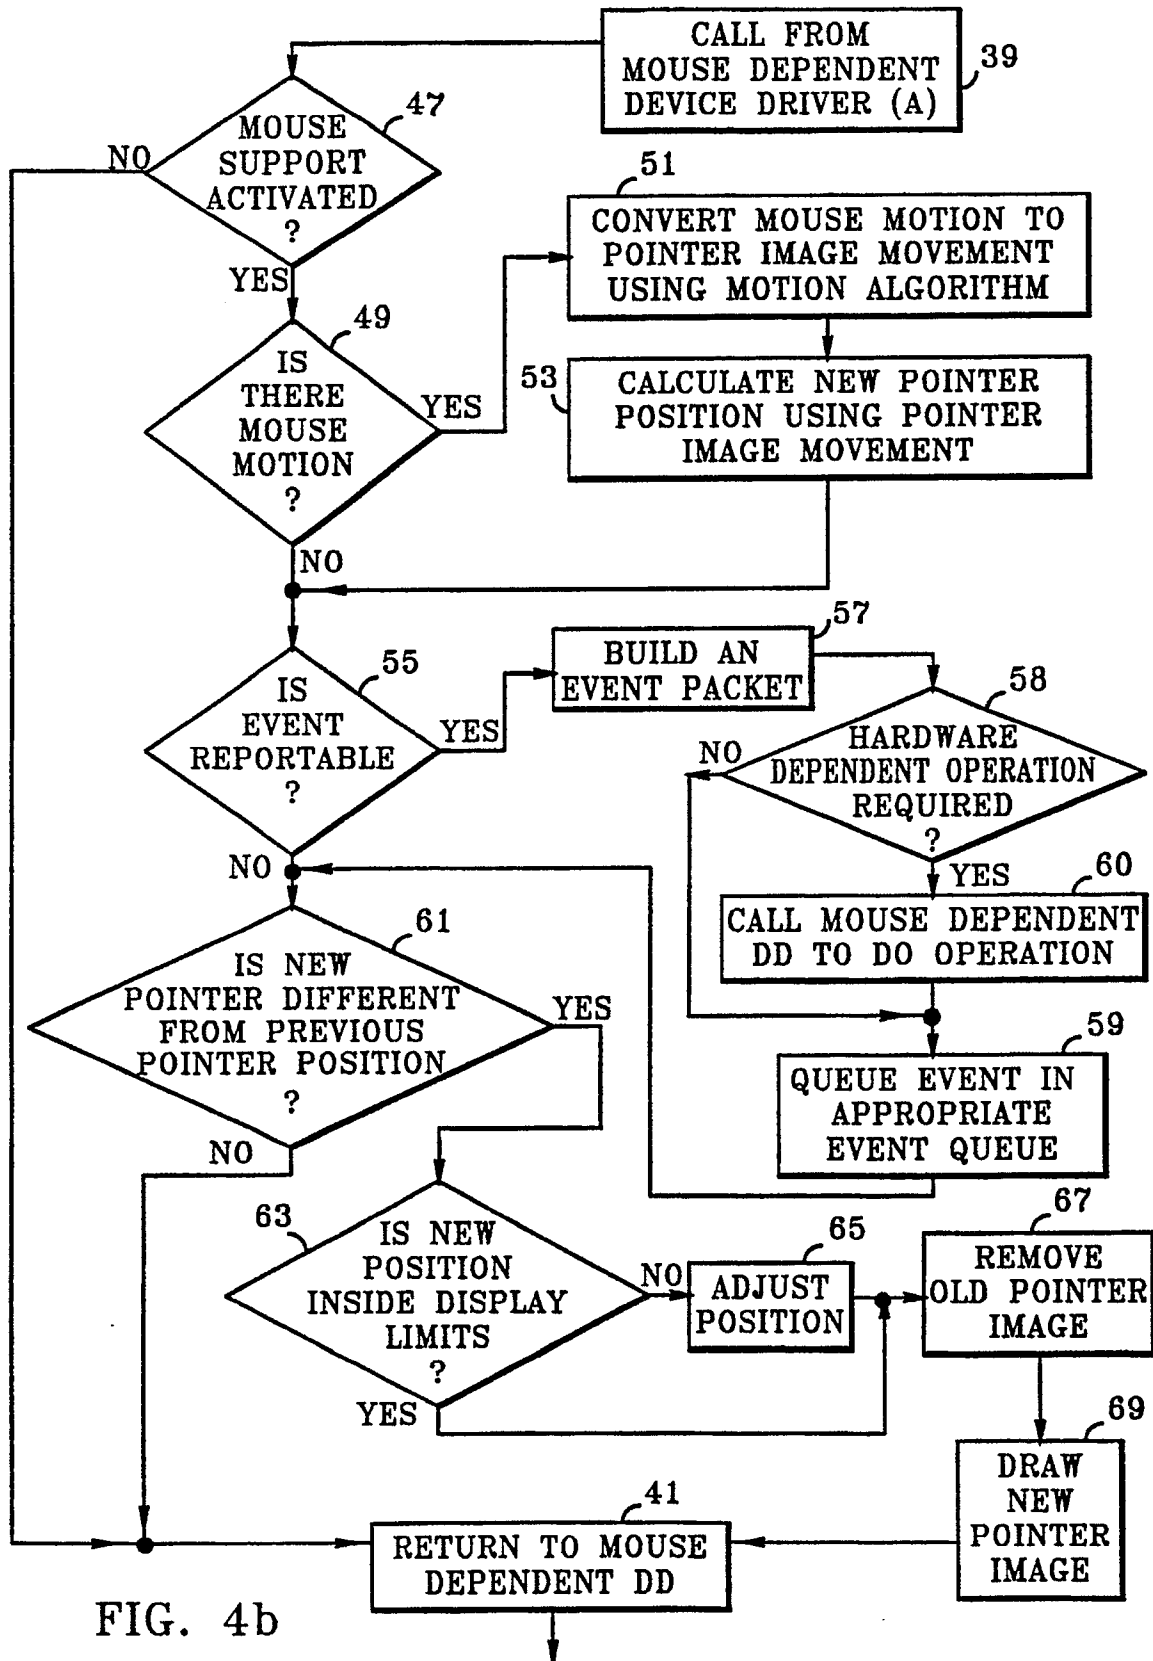 CALL FROM
MOUSE DEPENDENT
DEVICE DRIVER (A)
39
47
MOUSE
SUPPORT
ACTIVATED
?
NO
YES
51
CONVERT MOUSE MOTION TO
POINTER IMAGE MOVEMENT
USING MOTION ALGORITHM
49
IS
THERE
MOUSE
MOTION
?
YES
NO
53
CALCULATE NEW POINTER
POSITION USING POINTER
IMAGE MOVEMENT
55
IS
EVENT
REPORTABLE
?
YES
NO
57
BUILD AN
EVENT PACKET
58
HARDWARE
DEPENDENT OPERATION
REQUIRED
?
NO
YES
60
CALL MOUSE DEPENDENT
DD TO DO OPERATION
59
QUEUE EVENT IN
APPROPRIATE
EVENT QUEUE
61
IS NEW
POINTER DIFFERENT
FROM PREVIOUS
POINTER POSITION
?
YES
NO
63
IS NEW
POSITION
INSIDE DISPLAY
LIMITS
?
NO
YES
65
ADJUST
POSITION
67
REMOVE
OLD POINTER
IMAGE
69
DRAW
NEW
POINTER
IMAGE
41
RETURN TO MOUSE
DEPENDENT DD
FIG. 4b